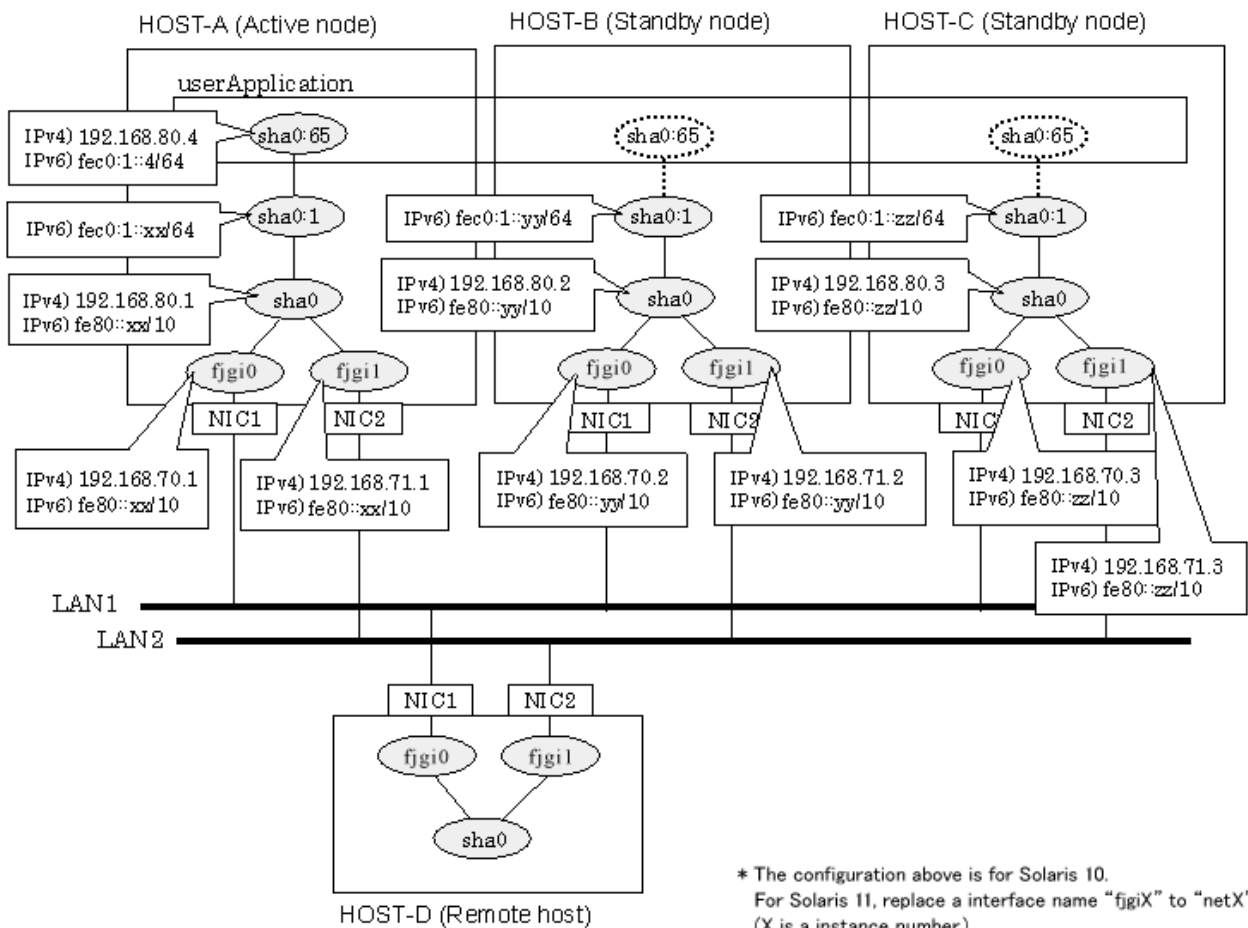 HOST-A (Active node)
HOST-B (Standby node)
HOST-C (Standby node)
userApplication
IPv4) 192.168.80.4
IPv6) fec0:1::4/64
sha0:65
sha0:65
sha0:65
IPv6) fec0:1::xx/64
sha0:1
IPv6) fec0:1::yy/64
sha0:1
IPv6) fec0:1::zz/64
sha0:1
IPv4) 192.168.80.1
IPv6) fe80::xx/10
sha0
IPv4) 192.168.80.2
IPv6) fe80::yy/10
sha0
IPv4) 192.168.80.3
IPv6) fe80::zz/10
sha0
fjgi0
fjgi1
fjgi0
fjgi1
fjgi0
fjgi1
NIC1
NIC2
NIC1
NIC2
NIC
NIC2
IPv4) 192.168.70.1
IPv6) fe80::xx/10
IPv4) 192.168.71.1
IPv6) fe80::xx/10
IPv4) 192.168.70.2
IPv6) fe80::yy/10
IPv4) 192.168.71.2
IPv6) fe80::yy/10
IPv4) 192.168.70.3
IPv6) fe80::zz/10
IPv4) 192.168.71.3
IPv6) fe80::zz/10
LAN1
LAN2
NIC1
NIC2
fjgi0
fjgi1
sha0
HOST-D (Remote host)
* The configuration above is for Solaris 10.
For Solaris 11, replace a interface name “fjgiX” to “netX”
(X is a instance number)